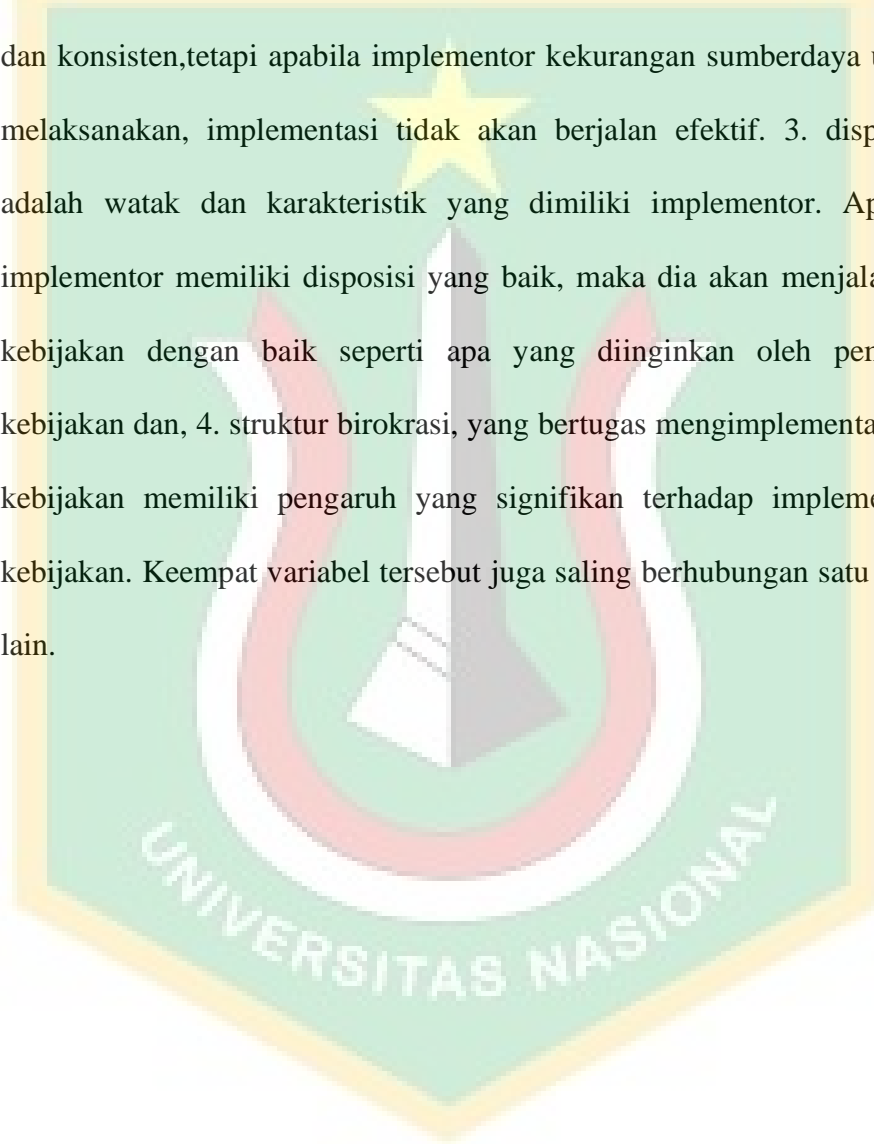 dan konsisten,tetapi apabila implementor kekurangan sumberdaya
melaksanakan, implementasi tidak akan berjalan efektif. 3. disp
adalah watak dan karakteristik yang dimiliki implementor. Ap
implementor memiliki disposisi yang baik, maka dia akan menjala
kebijakan dengan baik seperti apa yang diinginkan oleh pem
kebijakan dan, 4. struktur birokrasi, yang bertugas mengimplementa
kebijakan memiliki pengaruh yang signifikan terhadap impleme
kebijakan. Keempat variabel tersebut juga saling berhubungan satu
lain.
UNIVERSITAS NASIONAL